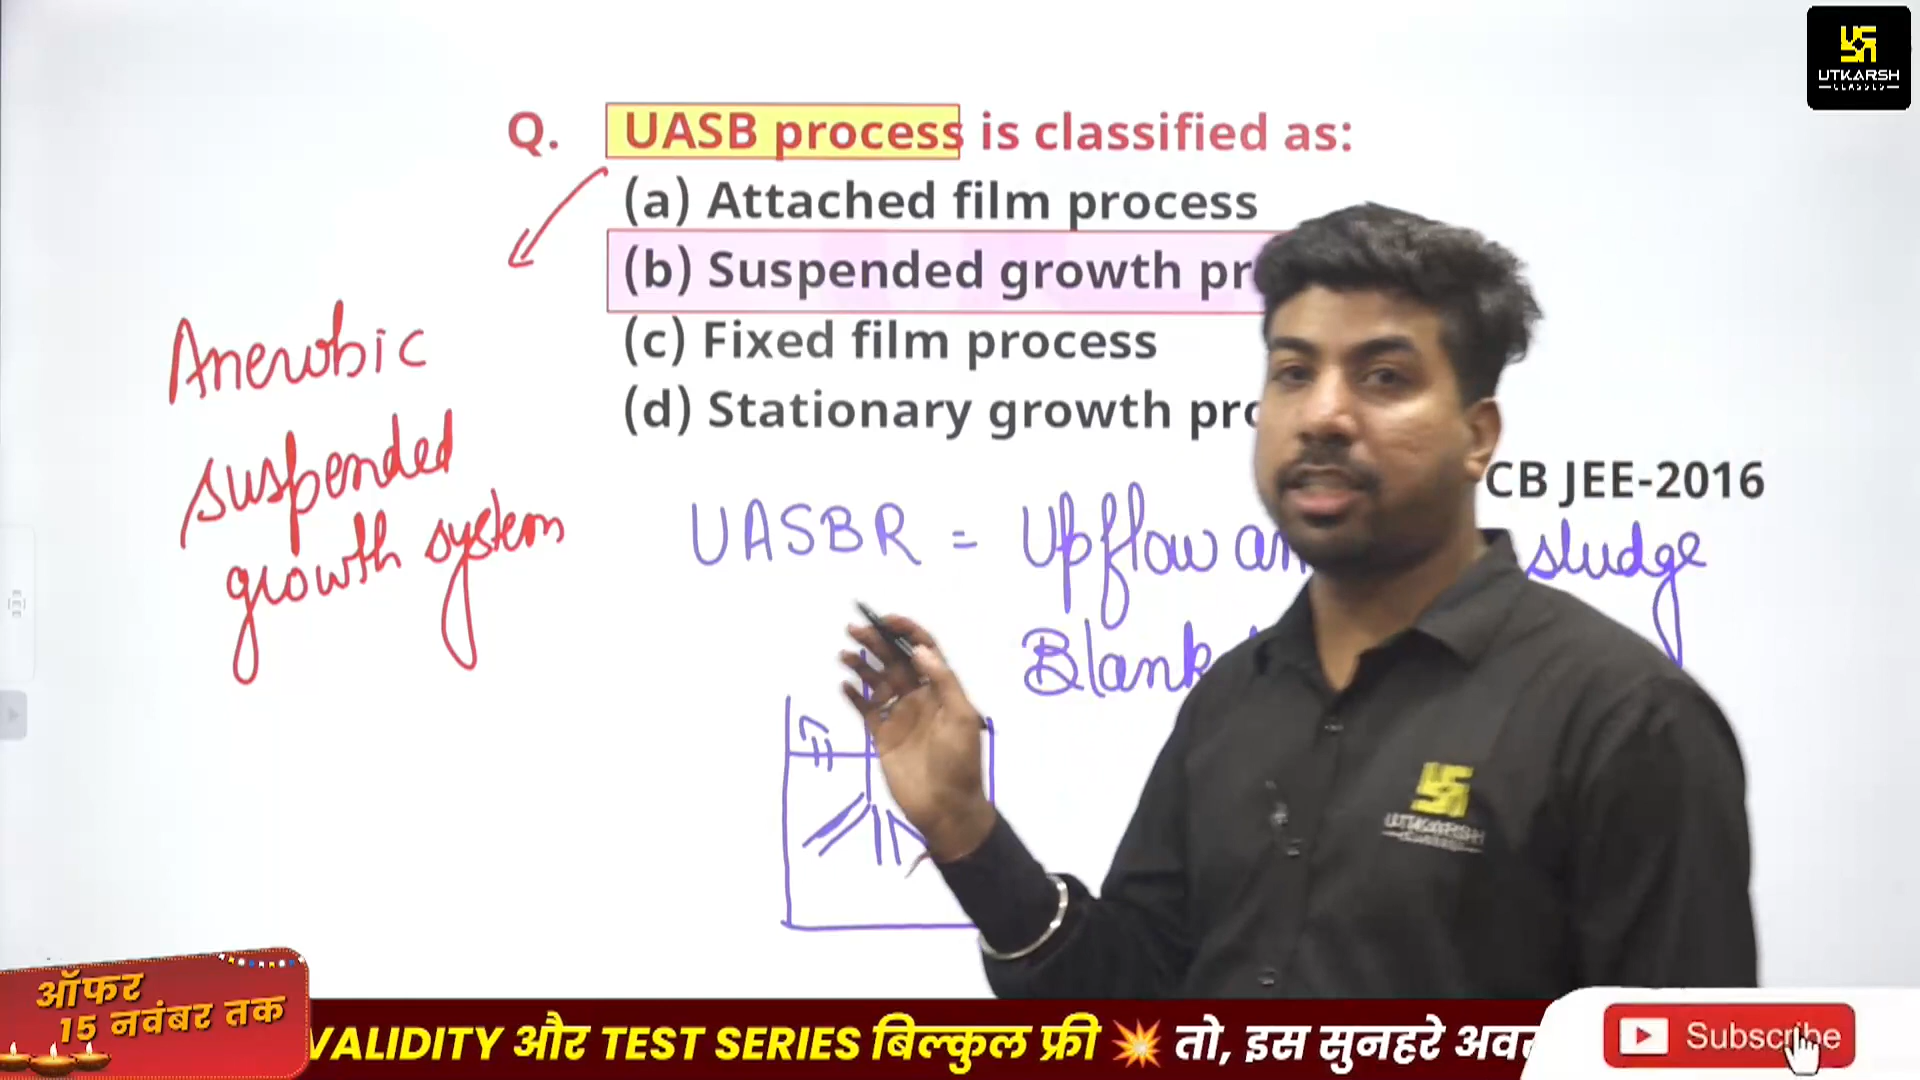 UTKARSH
CLASSES
Q. UASB process is classified as:
(a) Attached film process
(b) Suspended growth pr
(c) Fixed film process
(d) Stationary growth pro
CB JEE-2016
Anerobic
suspended
growth system
UASBR = Upflow an sludge
Blank
UTKARSH
CLASSES
ऑफर
15 नवंबर तक
VALIDITY और TEST SERIES बिल्कुल फ्री 💥 तो, इस सुनहरे अव
Subscribe